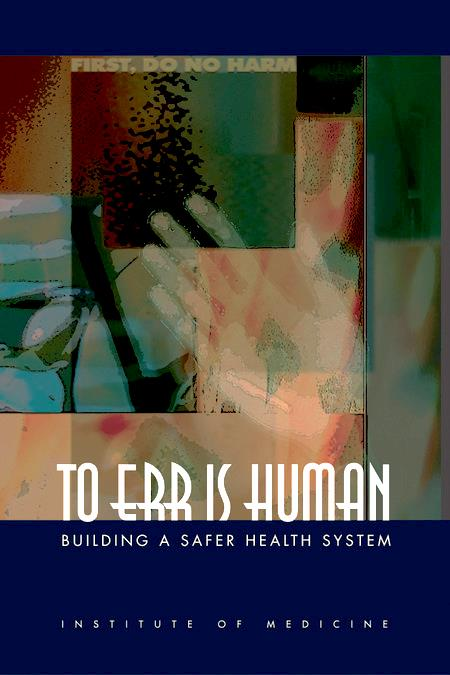 FIRST, DO NO HARM
TO ERR IS HUMAN
BUILDING A SAFER HEALTH SYSTEM
INSTITUTE OF MEDICINE